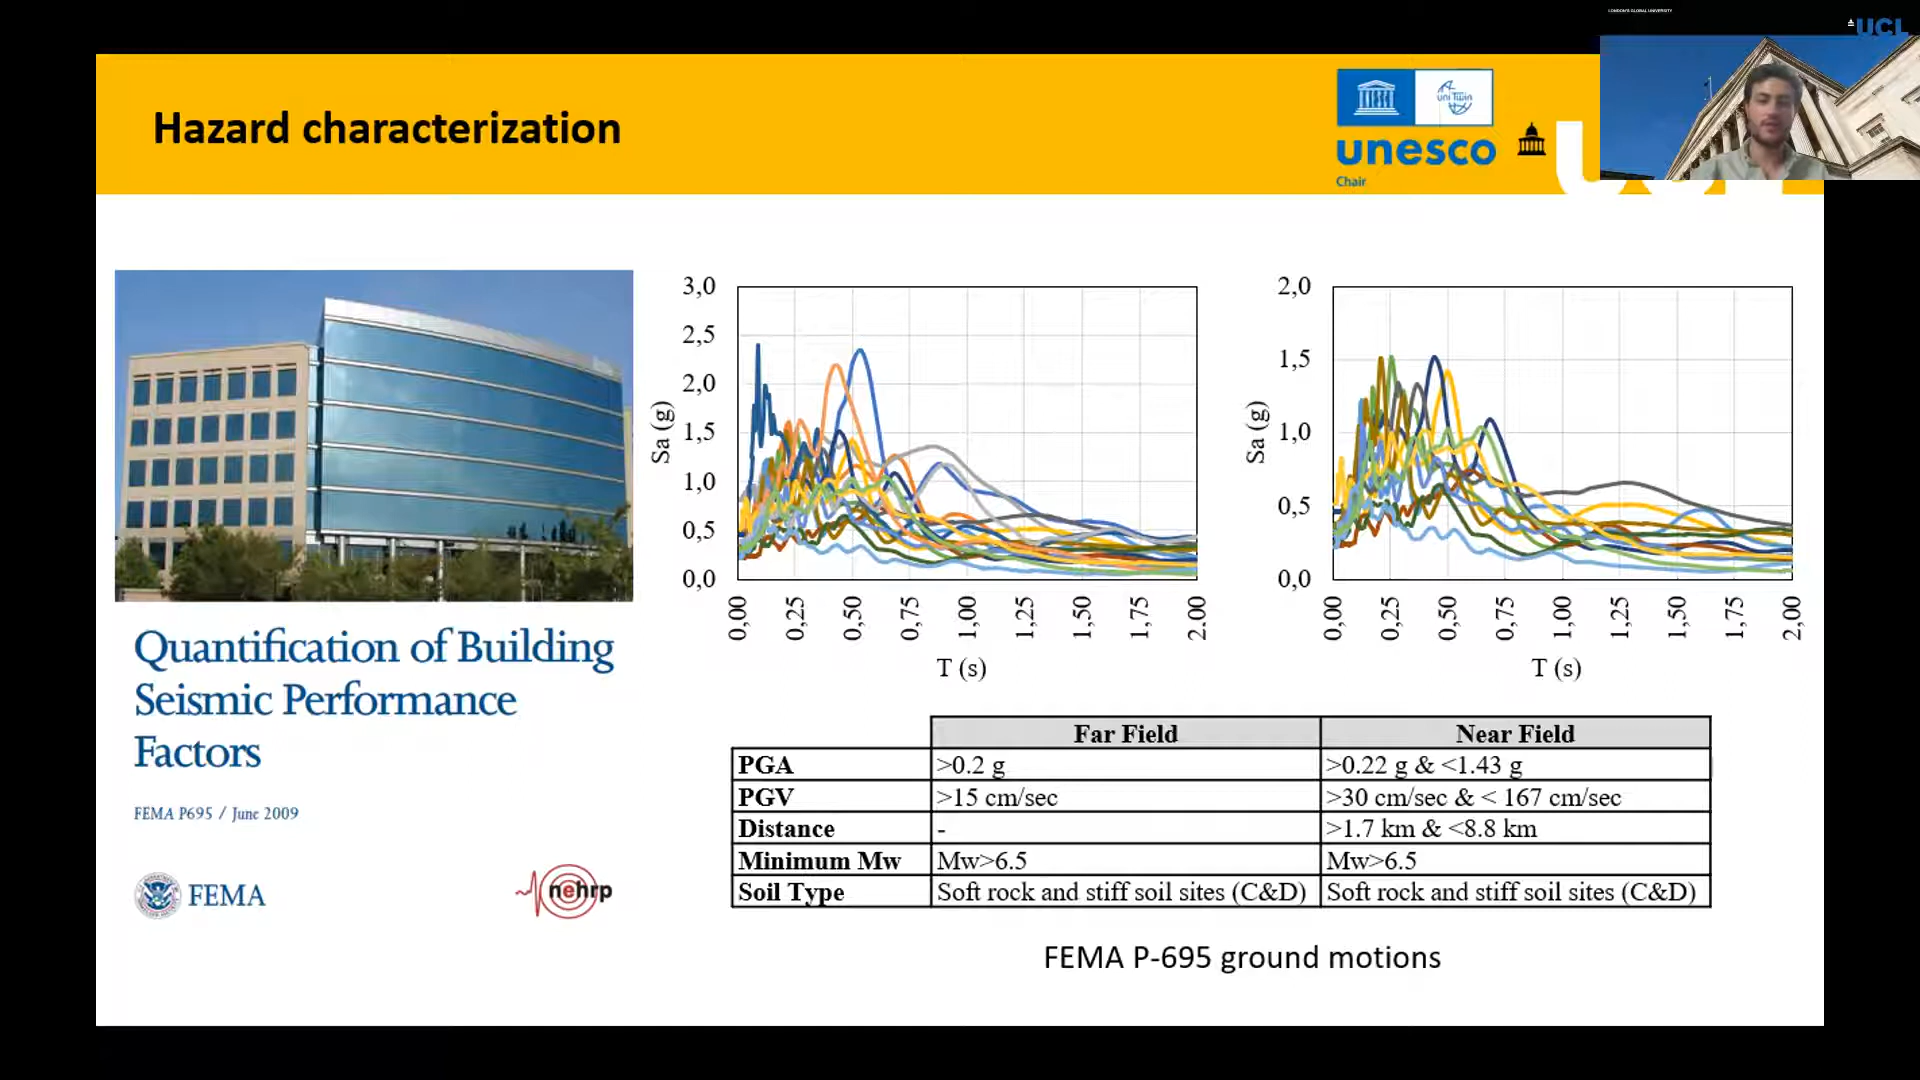 LONDON'S GLOBAL UNIVERSITY
UCL
Hazard characterization
uni Twin
unesco
Chair
Quantification of Building
Seismic Performance
Factors
FEMA P695 / June 2009
FEMA
nehrp
3,0
2,5
2,0
1,5
1,0
0,5
0,0
Sa (g)
0,00
0,25
0,50
0,75
1,00
1,25
1,50
1,75
2,00
T (s)
2,0
1,5
1,0
0,5
0,0
Sa (g)
0,00
0,25
0,50
0,75
1,00
1,25
1,50
1,75
2,00
T (s)
Far Field Near Field
PGA >0.2 g >0.22 g & <1.43 g
PGV >15 cm/sec >30 cm/sec & < 167 cm/sec
Distance - >1.7 km & <8.8 km
Minimum Mw Mw>6.5 Mw>6.5
Soil Type Soft rock and stiff soil sites (C&D) Soft rock and stiff soil sites (C&D)
FEMA P-695 ground motions